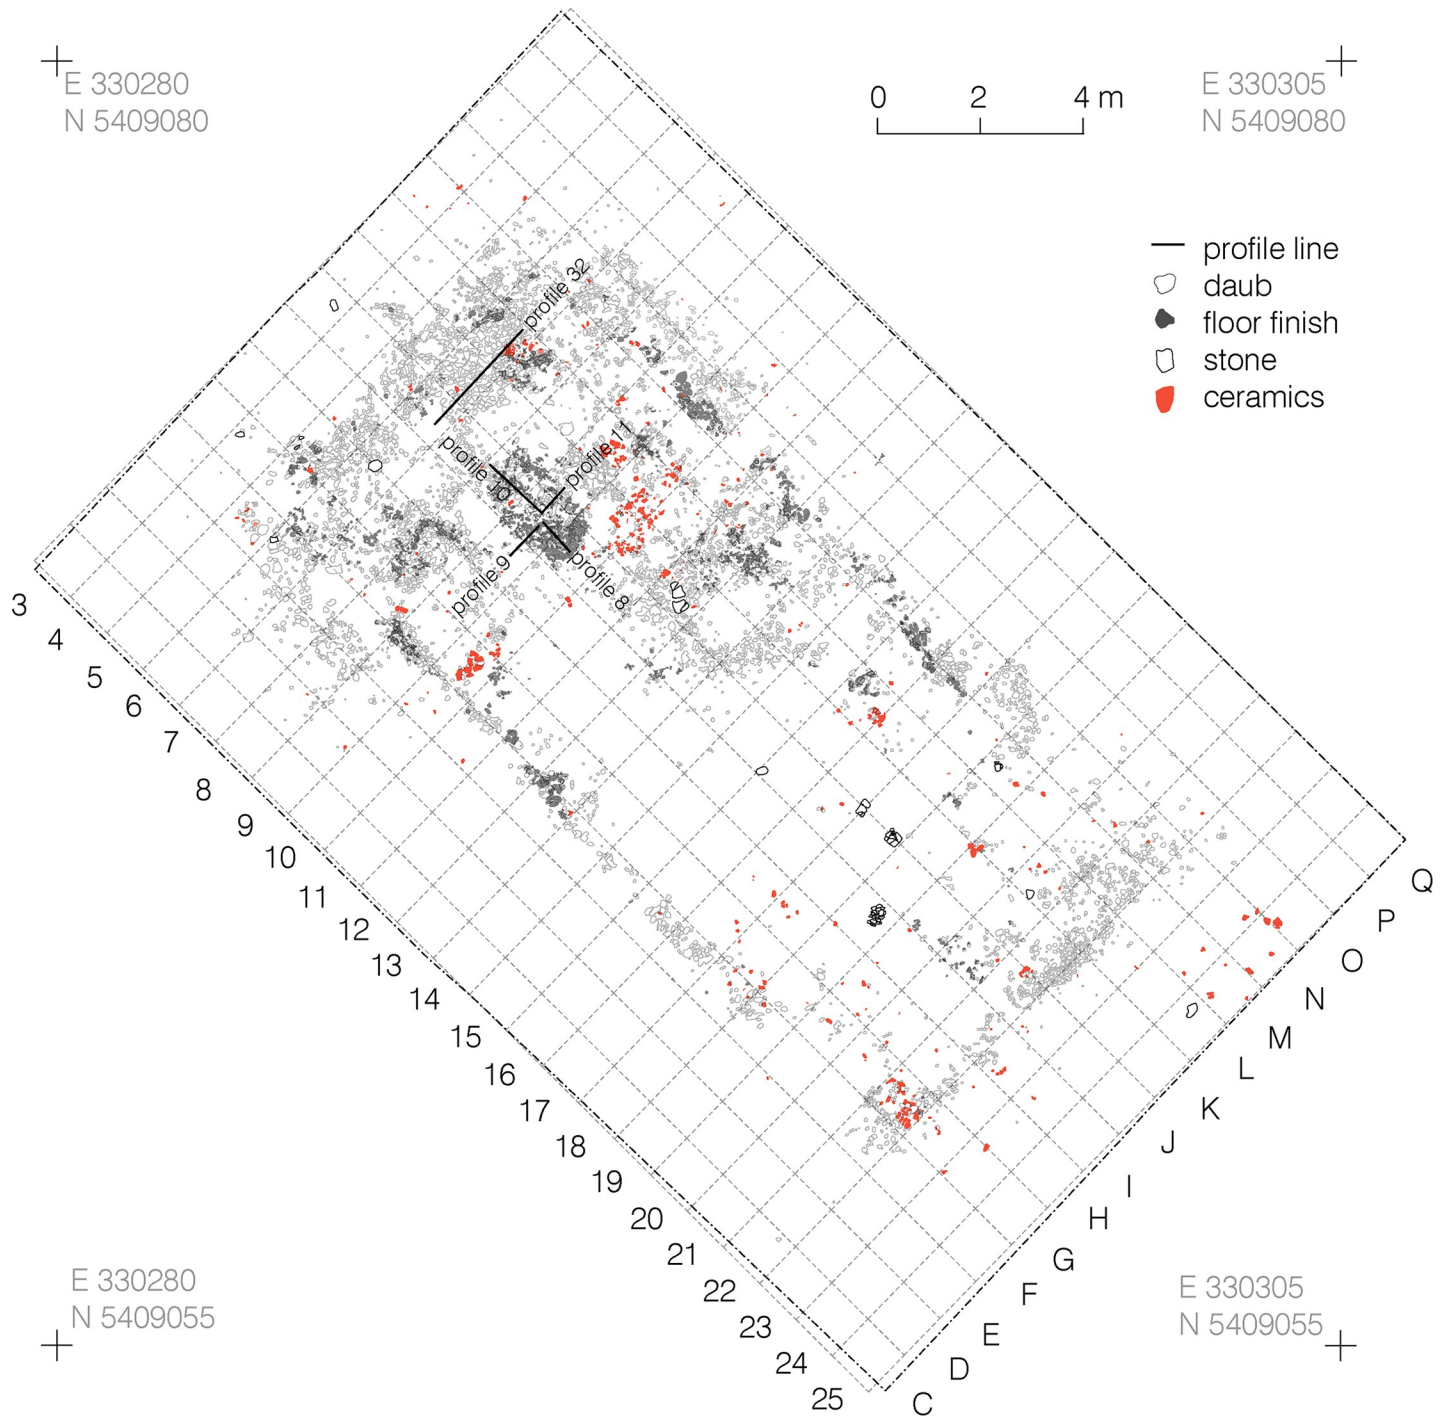 E 330280
N 5409080
0 2 4 m
E 330305
N 5409080
profile line
daub
floor finish
stone
ceramics
profile 32
profile 11
profile 10
profile 9
profile 8
3
4
5
6
7
8
9
10
11
12
13
14
15
16
17
18
19
20
21
22
23
24
25
Q
P
O
N
M
L
K
J
I
H
G
F
E
D
C
E 330280
N 5409055
E 330305
N 5409055